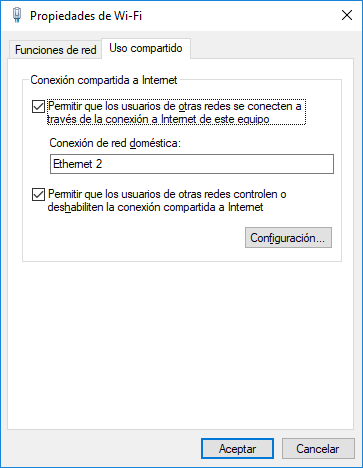 Propiedades de Wi-Fi
Funciones de red
Uso compartido
Conexión compartida a Internet
Permitir que los usuarios de otras redes se conecten a
través de la conexión a Internet de este equipo
Conexión de red doméstica:
Ethernet 2
Permitir que los usuarios de otras redes controlen o
deshabiliten la conexión compartida a Internet
Configuración...
Aceptar
Cancelar